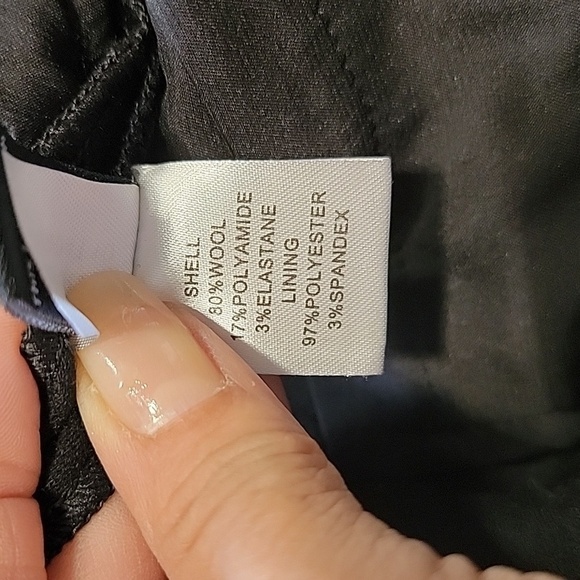 SHELL
80%WOOL
17%POLYAMIDE
3%ELASTANE
LINING
97%POLYESTER
3%SPANDEX